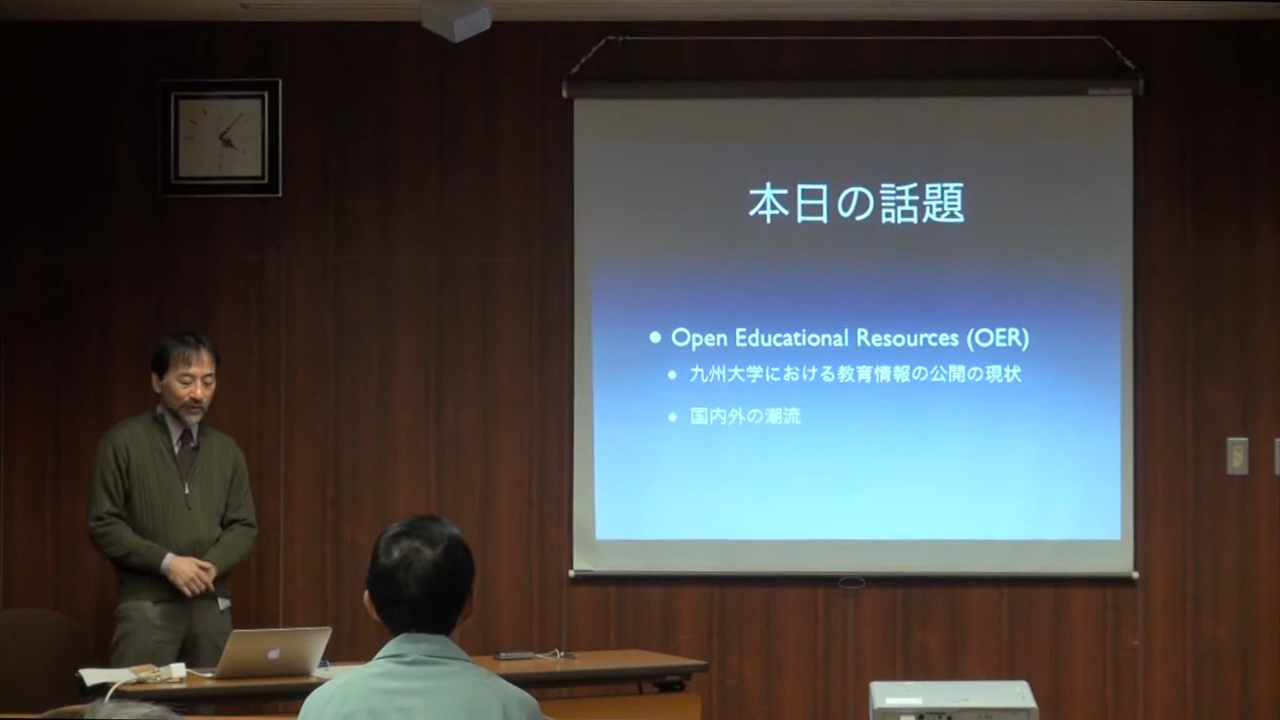 本日の話題
Open Educational Resources (OER)
九州大学における教育情報の公開の現状
国内外の潮流